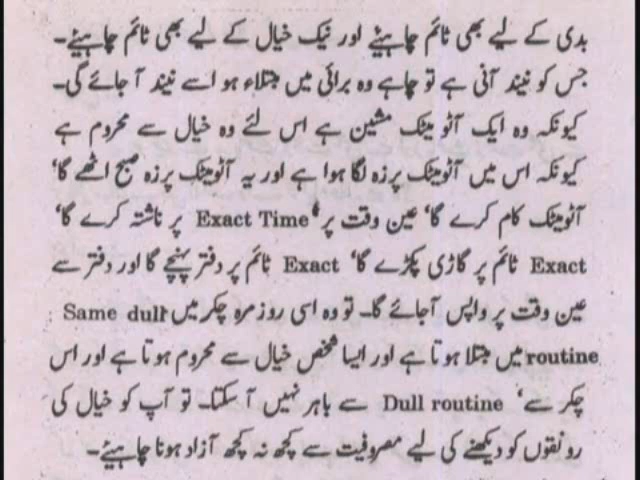 بدی کے لیے بھی ٹائم چاہیئے اور نیک خیال کے لیے بھی ٹائم چاہیئے۔
جس کو نیند آنی ہے تو چاہے وہ برائی میں مبتلاء ہو اسے نیند آ جائے گی۔
کیونکہ وہ ایک آٹو میٹک مشین ہے اس لئے وہ خیال سے محروم ہے
کیونکہ اس میں آٹومیٹک پرزہ لگا ہوا ہے اور یہ آٹومیٹک پرزہ صبح اٹھے گا‘
آٹومیٹک کام کرے گا‘ عین وقت پر‘ Exact Time پر ناشتہ کرے گا‘
Exact ٹائم پر گاڑی پکڑے گا‘ Exact ٹائم پر دفتر پہنچے گا اور دفتر سے
عین وقت پر واپس آجائے گا۔ تو وہ اسی روز مرہ چکر میں Same dull
routine میں مبتلا ہوتا ہے اور ایسا شخص خیال سے محروم ہوتا ہے اور اس
چکر سے‘ Dull routine سے باہر نہیں آ سکتا۔ تو آپ کو خیال کی
رونقوں کو دیکھنے کی لیے مصروفیت سے کچھ نہ کچھ آزاد ہونا چاہیئے۔